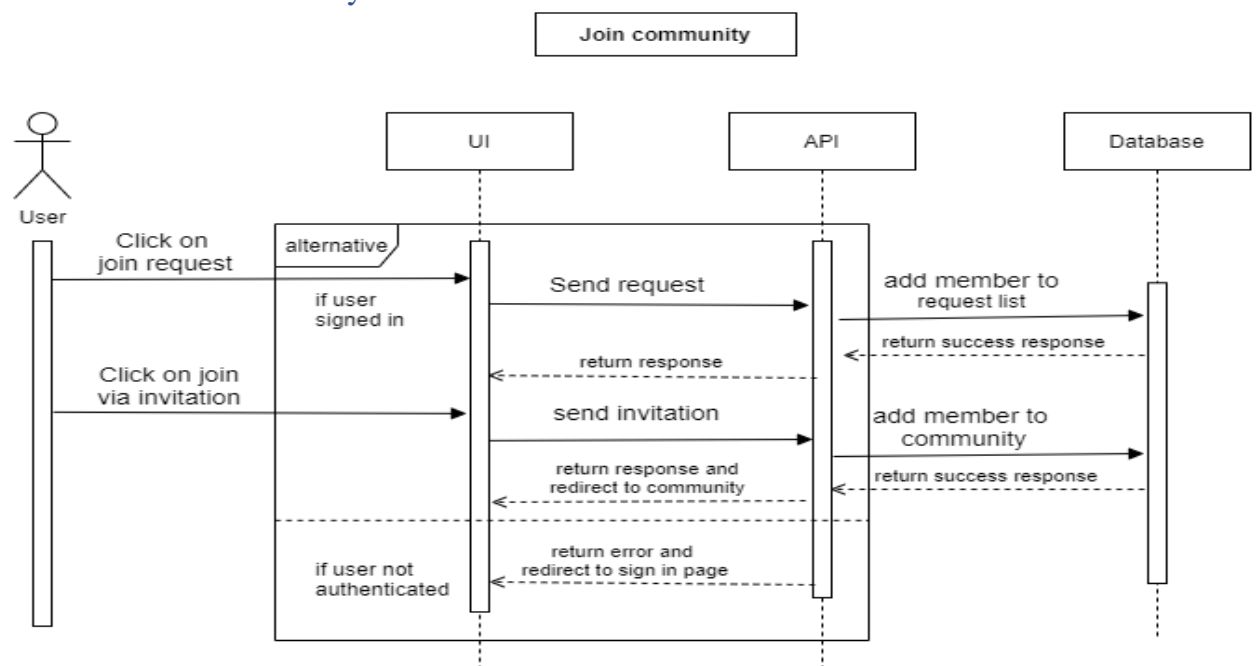 Join community
UI
API
Database
User
Click on
join request
alternative
if user
signed in
Send request
add member to
request list
return success response
return response
Click on join
via invitation
send invitation
add member to
community
return response and
redirect to community
return success response
if user not
authenticated
return error and
redirect to sign in page